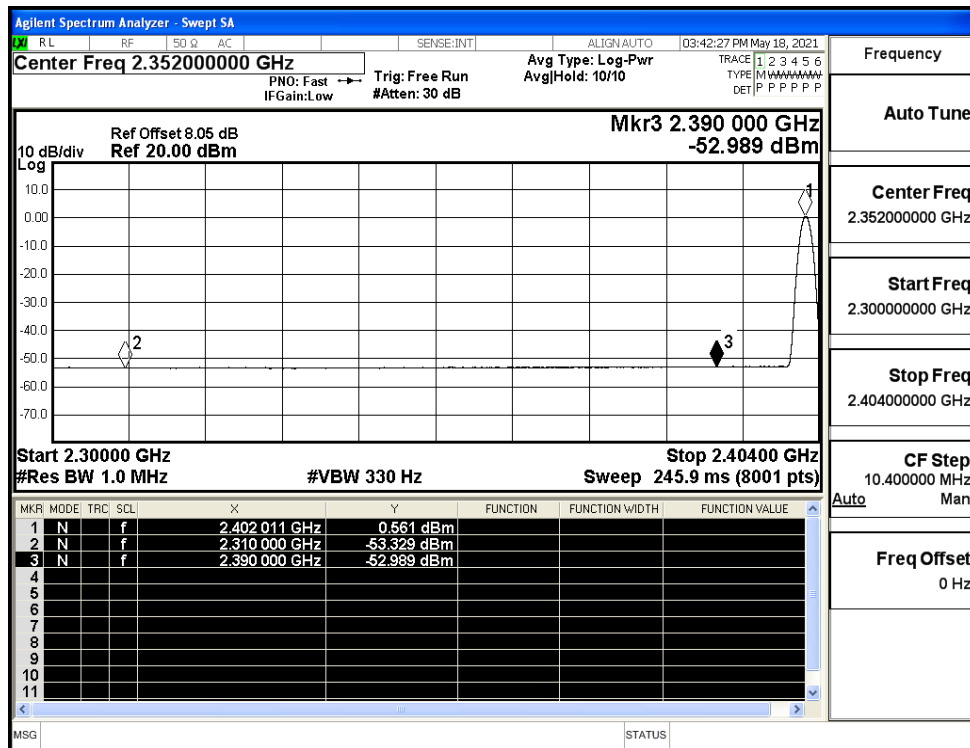 Agilent Spectrum Analyzer - Swept SA
LXI RL RF 50 Ω AC SENSE:INT ALIGN AUTO 03:42:27 PM May 18, 2021
Center Freq 2.352000000 GHz
PNO: Fast
IFGain:Low
Trig: Free Run
#Atten: 30 dB
Avg Type: Log-Pwr
Avg|Hold: 10/10
TRACE 1 2 3 4 5 6
TYPE M WWWWW
DET P P P P P P
Ref Offset 8.05 dB
Ref 20.00 dBm
10 dB/div
Log
Mkr3 2.390 000 GHz
-52.989 dBm
10.0
0.00
-10.0
-20.0
-30.0
-40.0
-50.0
-60.0
-70.0
1
2
3
Start 2.30000 GHz Stop 2.40400 GHz
#Res BW 1.0 MHz #VBW 330 Hz Sweep 245.9 ms (8001 pts)
MKR MODE TRC SCL X Y FUNCTION FUNCTION WIDTH FUNCTION VALUE
1 N f 2.402 011 GHz 0.561 dBm
2 N f 2.310 000 GHz -53.329 dBm
3 N f 2.390 000 GHz -52.989 dBm
4
5
6
7
8
9
10
11
MSG STATUS
Frequency
Auto Tune
Center Freq
2.352000000 GHz
Start Freq
2.300000000 GHz
Stop Freq
2.404000000 GHz
CF Step
10.400000 MHz
Auto Man
Freq Offset
0 Hz